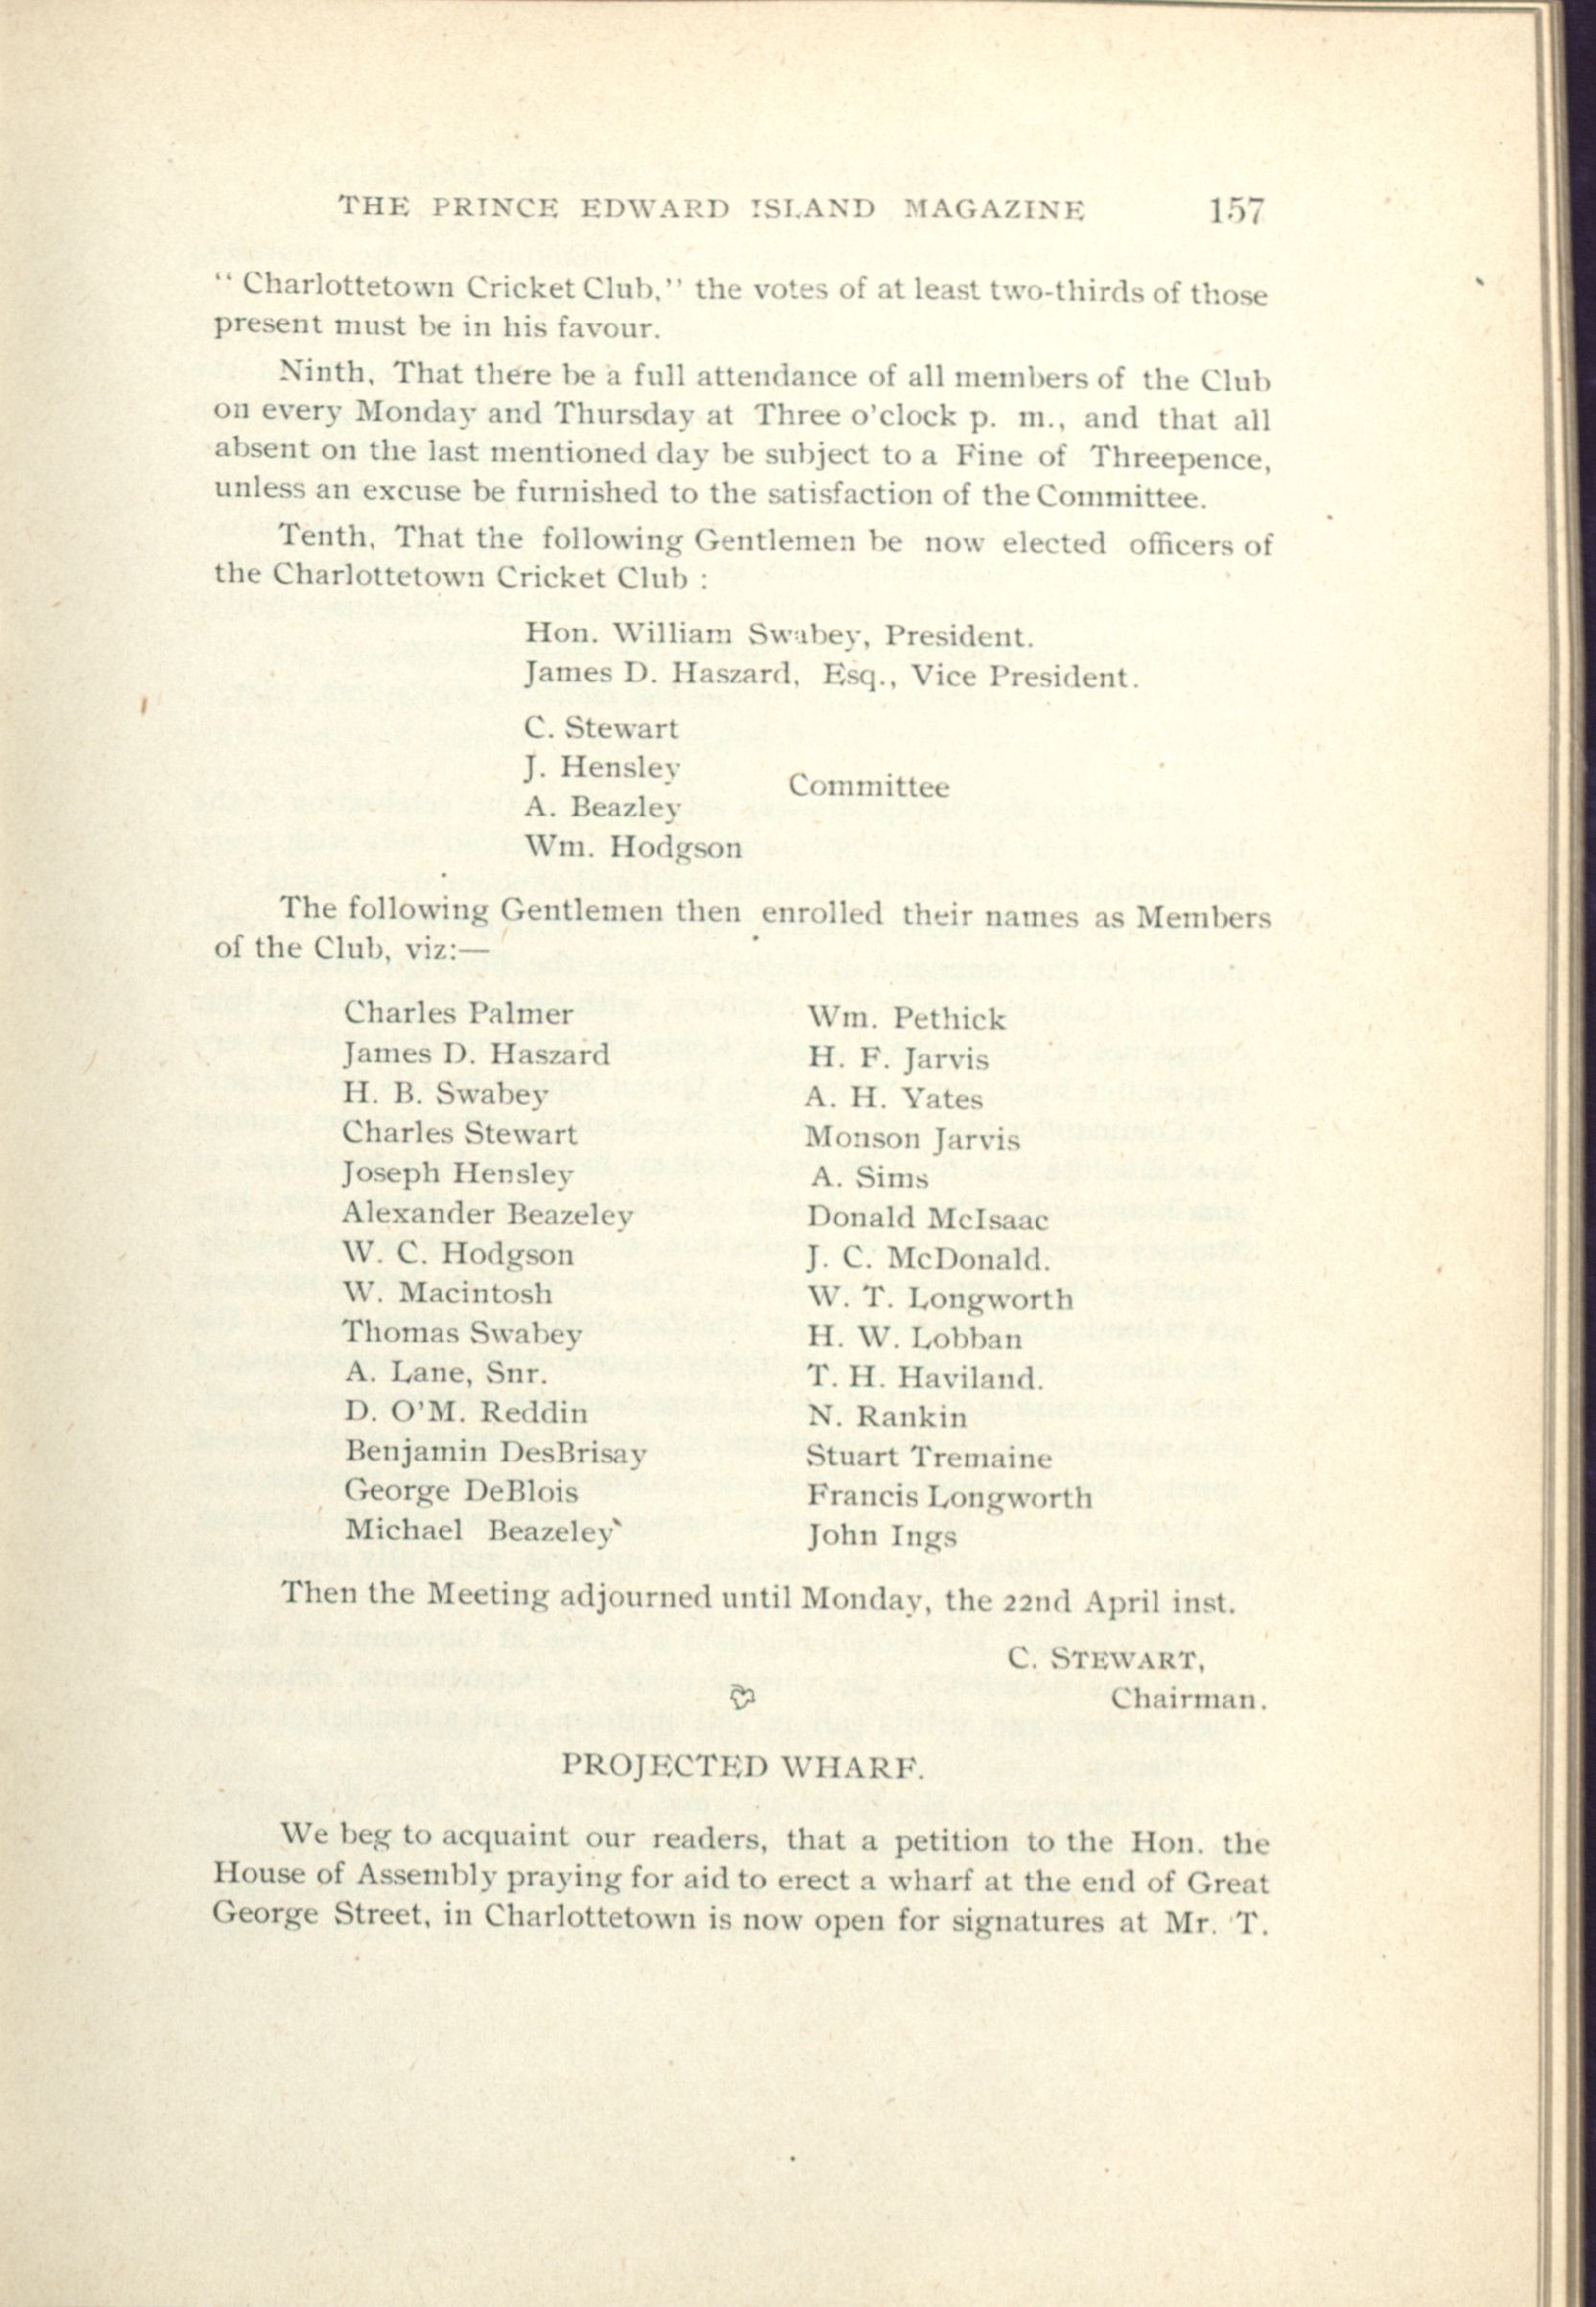 THE PRINCE EDWARD ISLAND MAGAZINE 157
“ Charlottetown Cricket Club,” the votes of at least two-thirds of those
present must be in his favour.
Ninth, That there be a full attendance of all members of the Club
on every Monday and Thursday at Three o’clock p. m., and that all
absent on the last mentioned day be subject to a Fine of Threepence,
unless an excuse be furnished to the satisfaction of the Committee.
Tenth, That the following Gentlemen be now elected officers of
the Charlottetown Cricket Club :
Hon. William Swabey, President.
James D. Haszard, Esq., Vice President.
C. Stewart
J. Hensley
Committee
A. Beazley
Wm. Hodgson
The following Gentlemen then enrolled their names as Members
of the Club, viz:—
Charles Palmer
James D. Haszard
H. B. Swabey
Charles Stewart
Joseph Hensley
Alexander Beazeley
W. C. Hodgson
W. Macintosh
Thomas Swabey
A. Lane, Snr.
D. O’M. Reddin
Benjamin DesBrisay
George DeBlois
Michael Beazeley
Wm. Pethick
H. F. Jarvis
A. H. Yates
Monson Jarvis
A. Sims
Donald McIsaac
J. C. McDonald.
W. T. Longworth
H. W. Lobban
T. H. Haviland.
N. Rankin
Stuart Tremaine
Francis Longworth
John Ings
Then the Meeting adjourned until Monday, the 22nd April inst.
C. STEWART,
Chairman.
PROJECTED WHARF.
We beg to acquaint our readers, that a petition to the Hon. the
House of Assembly praying for aid to erect a wharf at the end of Great
George Street, in Charlottetown is now open for signatures at Mr. T.